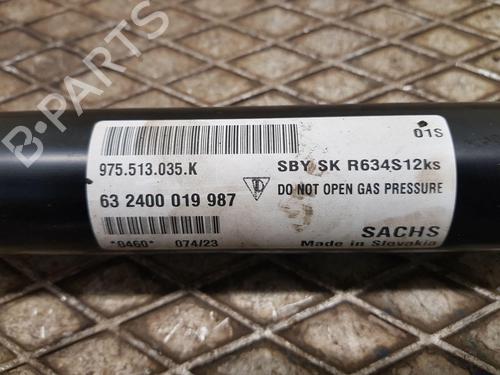 B-PARTS
01S
975.513.035.K
SBY SK R634S12ks
63 2400 019 987
DO NOT OPEN GAS PRESSURE
SACHS
Made in Slovakia
*0460* 074/23